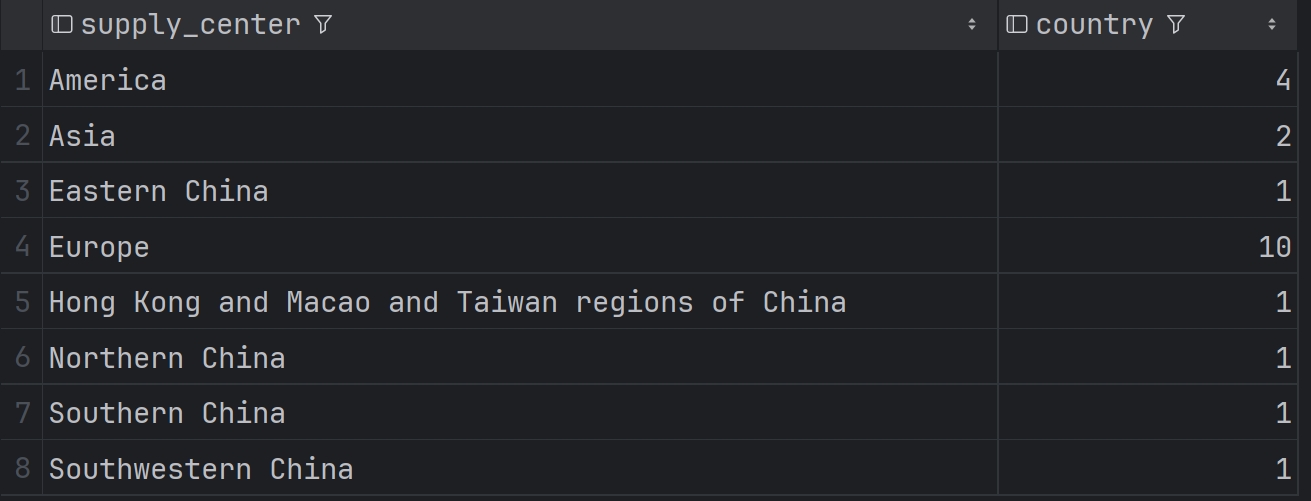 supply_center country
1 America 4
2 Asia 2
3 Eastern China 1
4 Europe 10
5 Hong Kong and Macao and Taiwan regions of China 1
6 Northern China 1
7 Southern China 1
8 Southwestern China 1